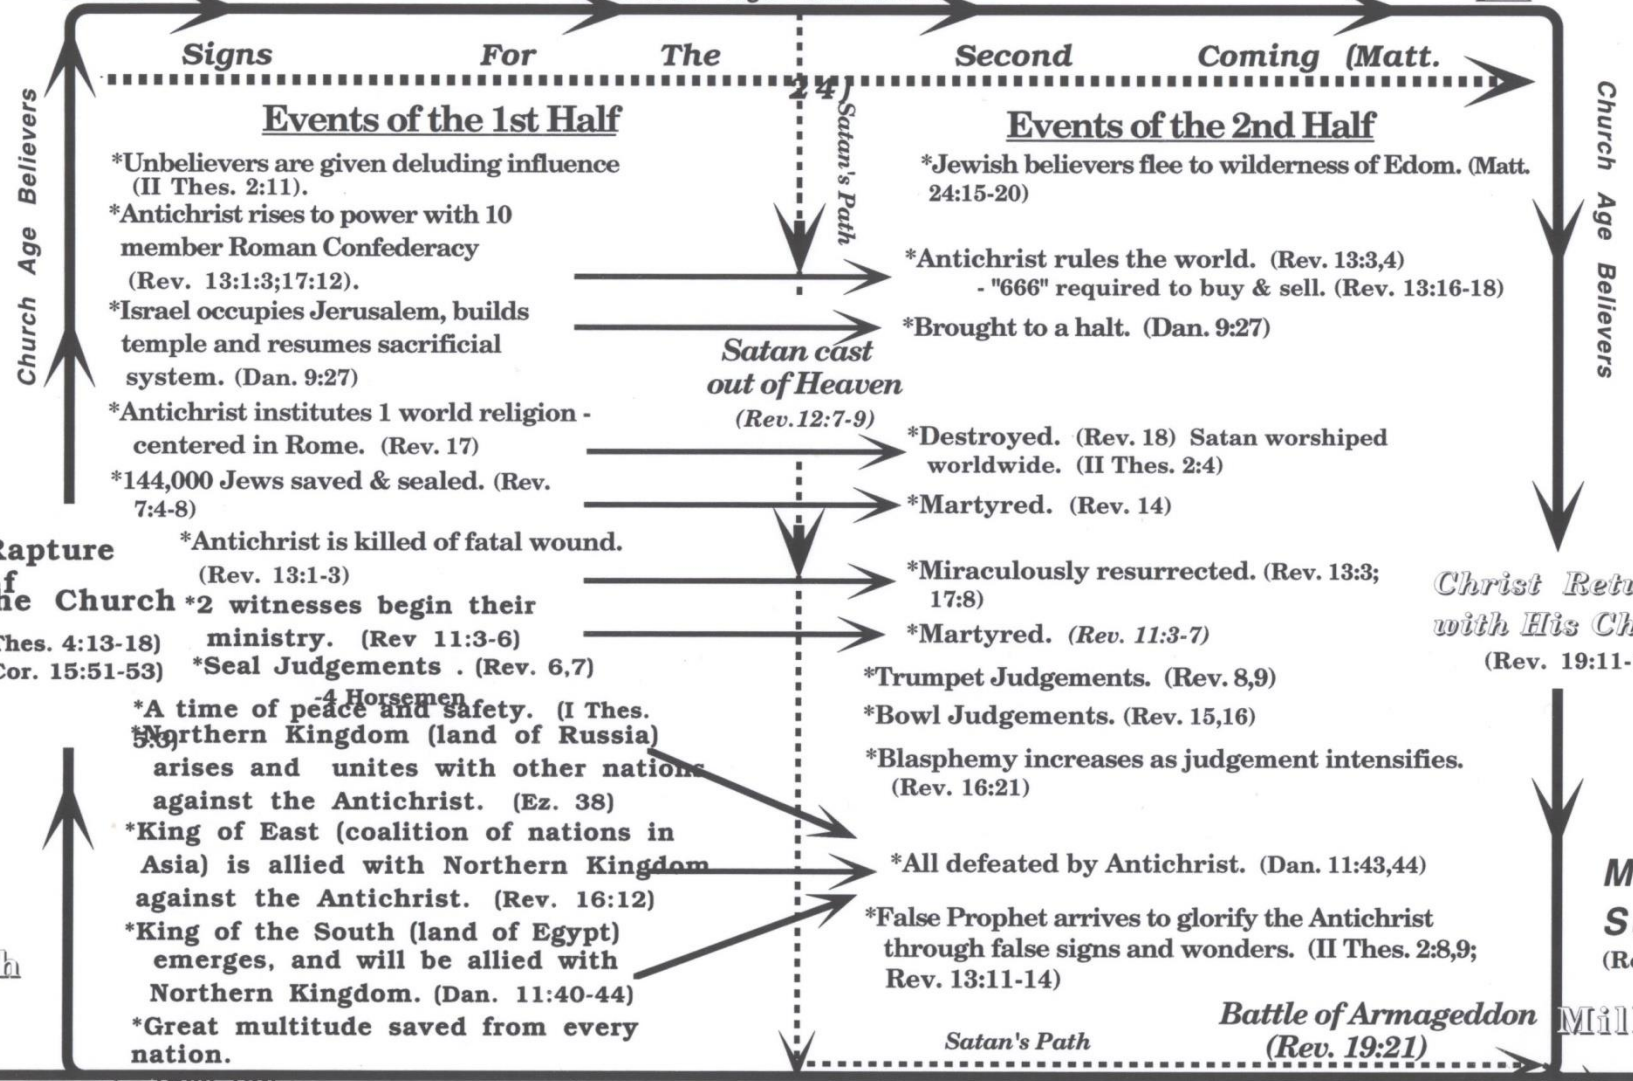 Signs For The Second Coming (Matt.
24)
Church Age Believers
Events of the 1st Half
*Unbelievers are given deluding influence
(II Thes. 2:11).
*Antichrist rises to power with 10
member Roman Confederacy
(Rev. 13:1:3;17:12).
*Israel occupies Jerusalem, builds
temple and resumes sacrificial
system. (Dan. 9:27)
*Antichrist institutes 1 world religion -
centered in Rome. (Rev. 17)
*144,000 Jews saved & sealed. (Rev.
7:4-8)
*Antichrist is killed of fatal wound.
(Rev. 13:1-3)
*2 witnesses begin their
ministry. (Rev 11:3-6)
*Seal Judgements . (Rev. 6,7)
-4 Horsemen
*A time of peace and safety. (I Thes.
5:3)
*Northern Kingdom (land of Russia)
arises and unites with other nations
against the Antichrist. (Ez. 38)
*King of East (coalition of nations in
Asia) is allied with Northern Kingdom
against the Antichrist. (Rev. 16:12)
*King of the South (land of Egypt)
emerges, and will be allied with
Northern Kingdom. (Dan. 11:40-44)
*Great multitude saved from every
nation.
Rapture
of
the Church
Thes. 4:13-18)
Cor. 15:51-53)
Satan's Path
Satan cast
out of Heaven
(Rev.12:7-9)
Events of the 2nd Half
*Jewish believers flee to wilderness of Edom. (Matt.
24:15-20)
*Antichrist rules the world. (Rev. 13:3,4)
- "666" required to buy & sell. (Rev. 13:16-18)
*Brought to a halt. (Dan. 9:27)
*Destroyed. (Rev. 18) Satan worshiped
worldwide. (II Thes. 2:4)
*Martyred. (Rev. 14)
*Miraculously resurrected. (Rev. 13:3;
17:8)
*Martyred. (Rev. 11:3-7)
*Trumpet Judgements. (Rev. 8,9)
*Bowl Judgements. (Rev. 15,16)
*Blasphemy increases as judgement intensifies.
(Rev. 16:21)
*All defeated by Antichrist. (Dan. 11:43,44)
*False Prophet arrives to glorify the Antichrist
through false signs and wonders. (II Thes. 2:8,9;
Rev. 13:11-14)
Battle of Armageddon
(Rev. 19:21)
Satan's Path
Church Age Believers
Christ
with His
(Rev. 19:11-